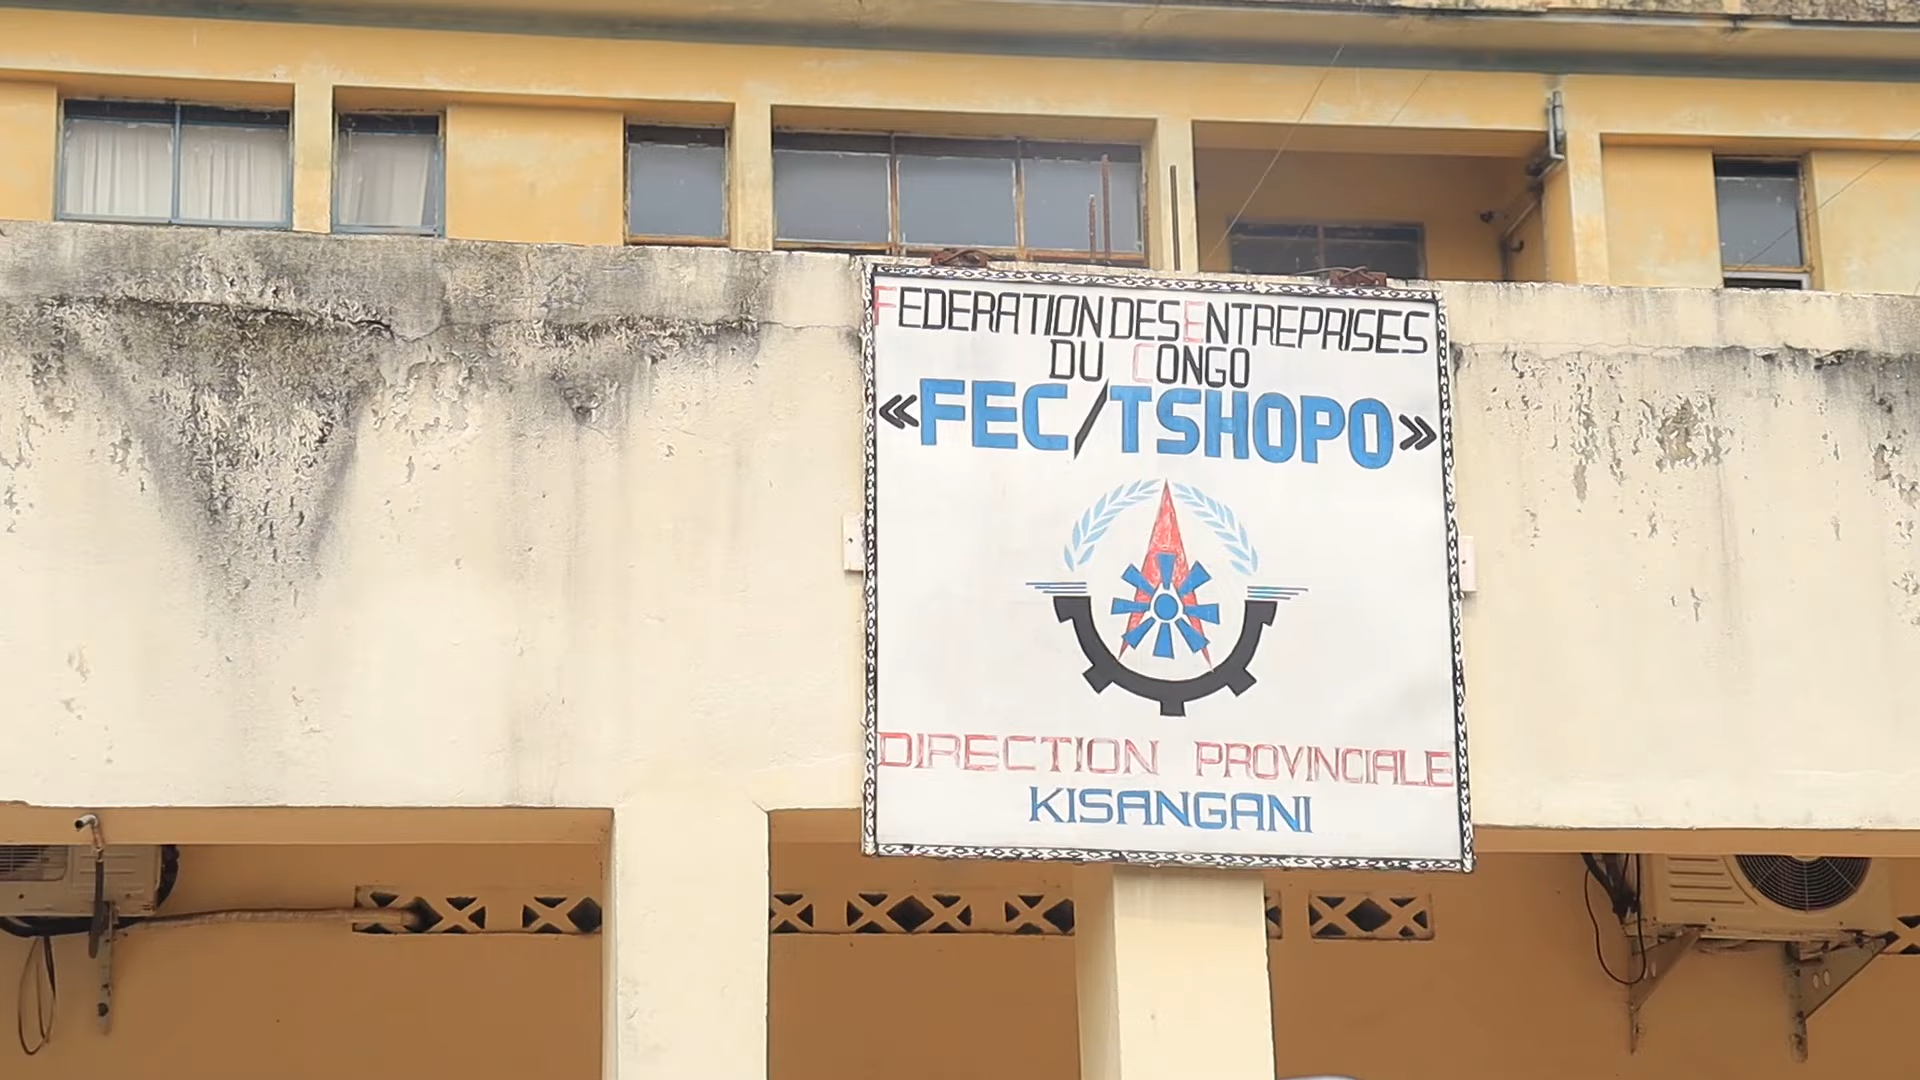 FEDERATION DES ENTREPRISES
DU CONGO
«FEC/TSHOPO»
DIRECTION PROVINCIALE
KISANGANI